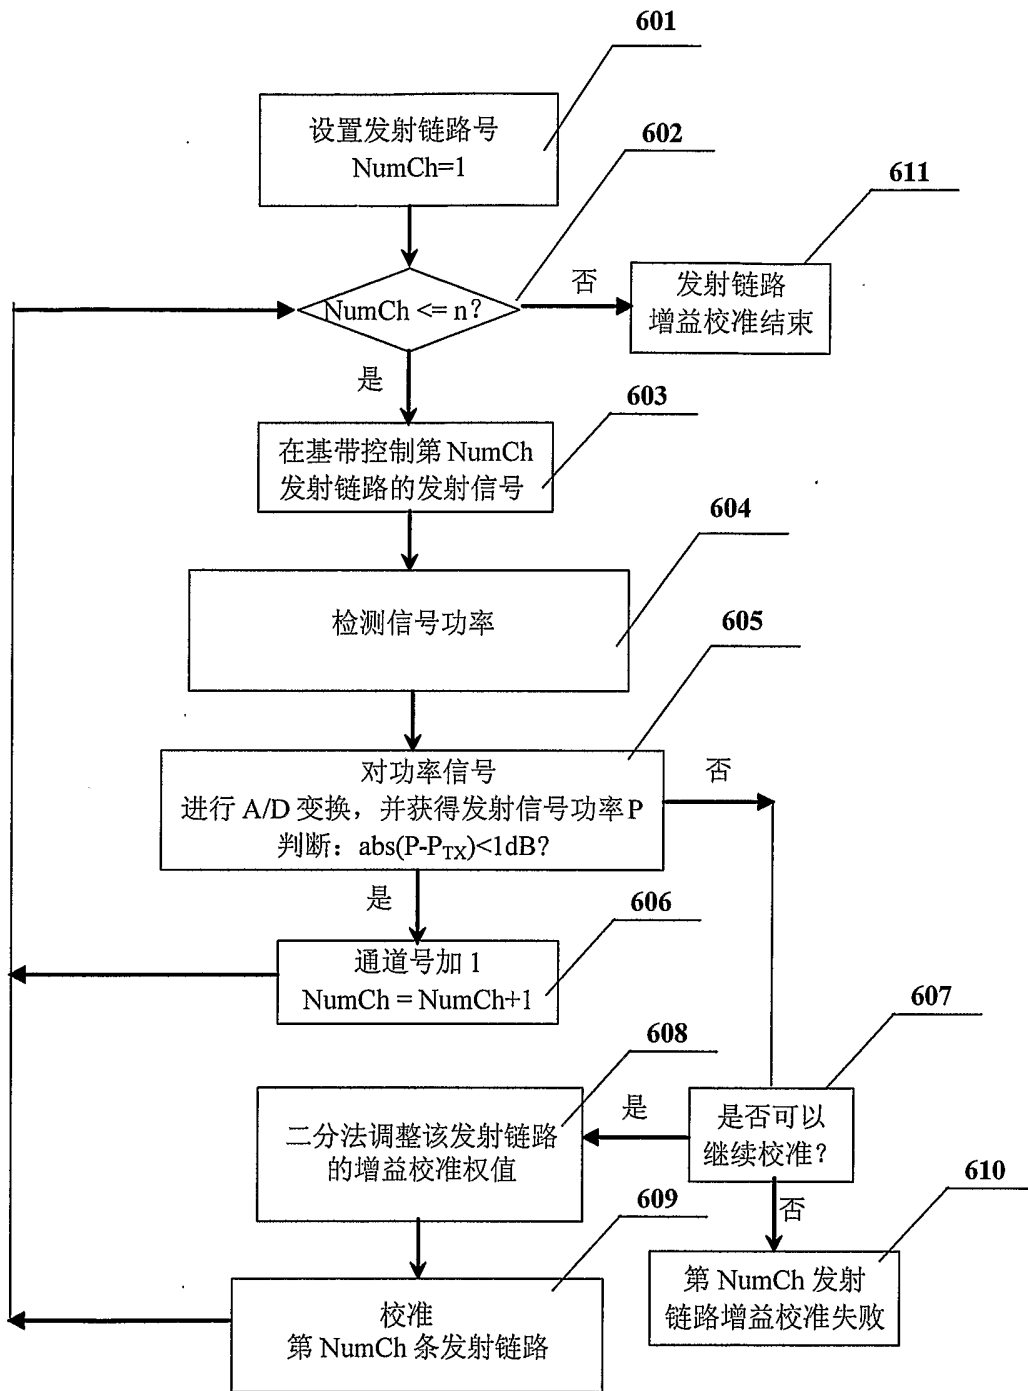 601
设置发射链路号
NumCh=1
602
611
NumCh <= n？
否
发射链路
增益校准结束
是
603
在基带控制第 NumCh
发射链路的发射信号
604
检测信号功率
605
对功率信号
进行 A/D 变换，并获得发射信号功率 P
判断：abs(P-PTX)<1dB？
否
是
606
通道号加 1
NumCh = NumCh+1
607
608
是否可以
继续校准？
是
二分法调整该发射链路
的增益校准权值
否
610
609
第 NumCh 发射
链路增益校准失败
校准
第 NumCh 条发射链路